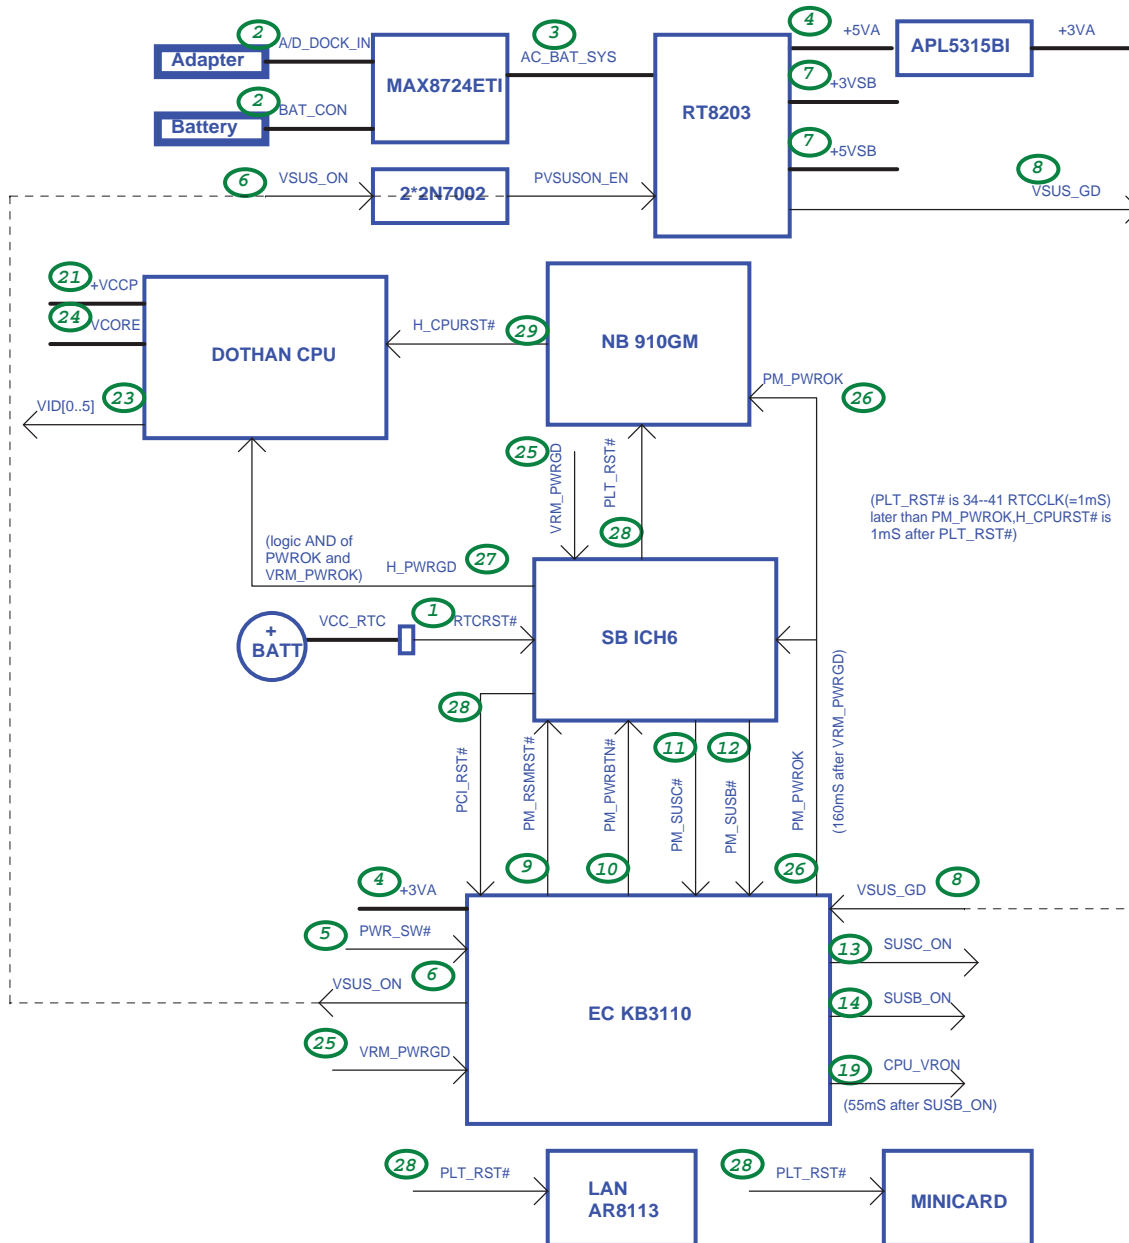 2
A/D_DOCK_IN
Adapter
3
AC_BAT_SYS
4
+5VA
APL5315BI
+3VA
MAX8724ETI
RT8203
7
+3VSB
2
BAT_CON
Battery
7
+5VSB
6
VSUS_ON
2*2N7002
PVSUSON_EN
8
VSUS_GD
21
+VCCP
24
VCORE
DOTHAN CPU
H_CPURST#
29
NB 910GM
PM_PWROK
26
VID[0..5]
23
25
VRM_PWRGD
PLT_RST#
28
(PLT_RST# is 34--41 RTCCLK(=1mS)
later than PM_PWROK,H_CPURST# is
1mS after PLT_RST#)
(logic AND of
PWROK and
VRM_PWROK)
H_PWRGD
27
+
BATT
VCC_RTC
1
RTCRST#
SB ICH6
28
PCI_RST#
PM_RSMRST#
9
PM_PWRBTN#
10
11
PM_SUSC#
12
PM_SUSB#
PM_PWROK
26
(160mS after VRM_PWRGD)
4
+3VA
5
PWR_SW#
6
VSUS_ON
25
VRM_PWRGD
EC KB3110
VSUS_GD
8
13
SUSC_ON
14
SUSB_ON
19
CPU_VRON
(55mS after SUSB_ON)
28
PLT_RST#
LAN
AR8113
28
PLT_RST#
MINICARD